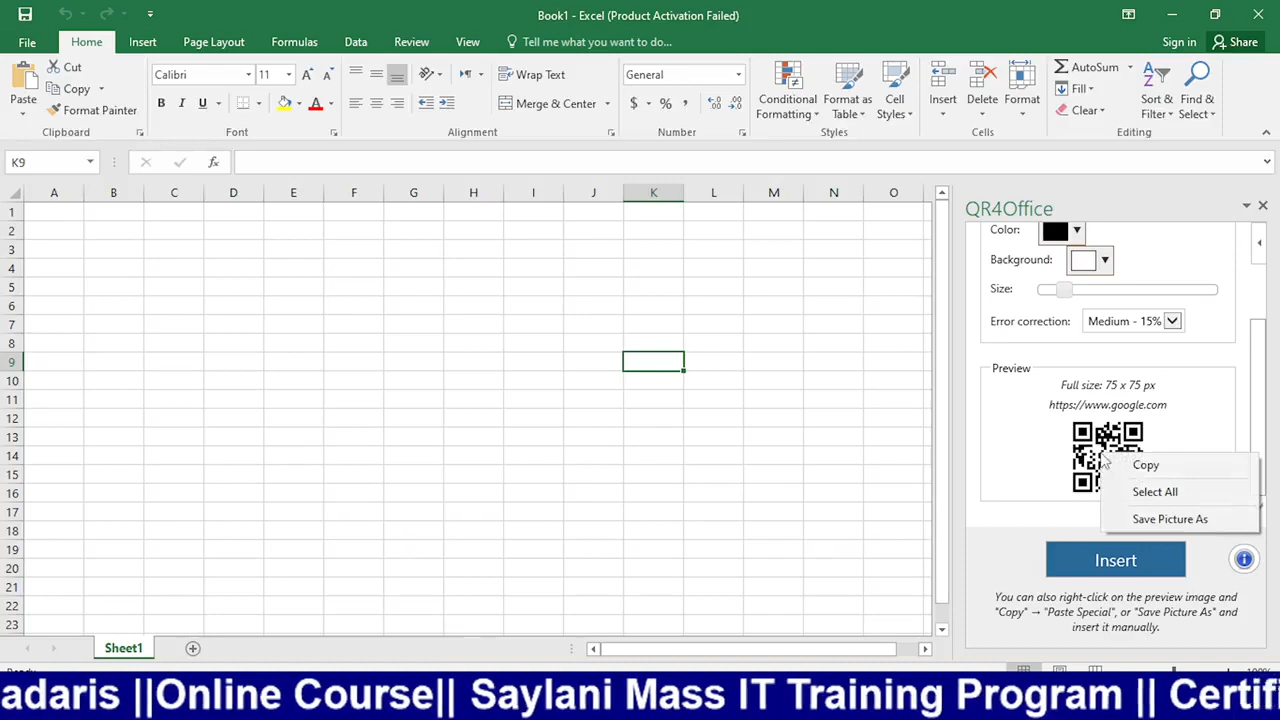 Book1 - Excel (Product Activation Failed)
File Home Insert Page Layout Formulas Data Review View Tell me what you want to do... Sign in Share
Paste Cut Copy Format Painter Clipboard
Calibri 11 B I U A Font
Wrap Text Merge & Center Alignment
General $ % , Number
Conditional Formatting Format as Table Cell Styles Styles
Insert Delete Format Cells
AutoSum Fill Clear Sort & Filter Find & Select Editing
K9 fx
A B C D E F G H I J K L M N O
1
2
3
4
5
6
7
8
9
10
11
12
13
14
15
16
17
18
19
20
21
22
23
QR4Office
Color:
Background:
Size:
Error correction: Medium - 15%
Preview
Full size: 75 x 75 px
https://www.google.com
Copy
Select All
Save Picture As
Insert
You can also right-click on the preview image and
"Copy" → "Paste Special", or "Save Picture As" and
insert it manually.
Sheet1
adaris ||Online Course|| Saylani Mass IT Training Program || Certifi